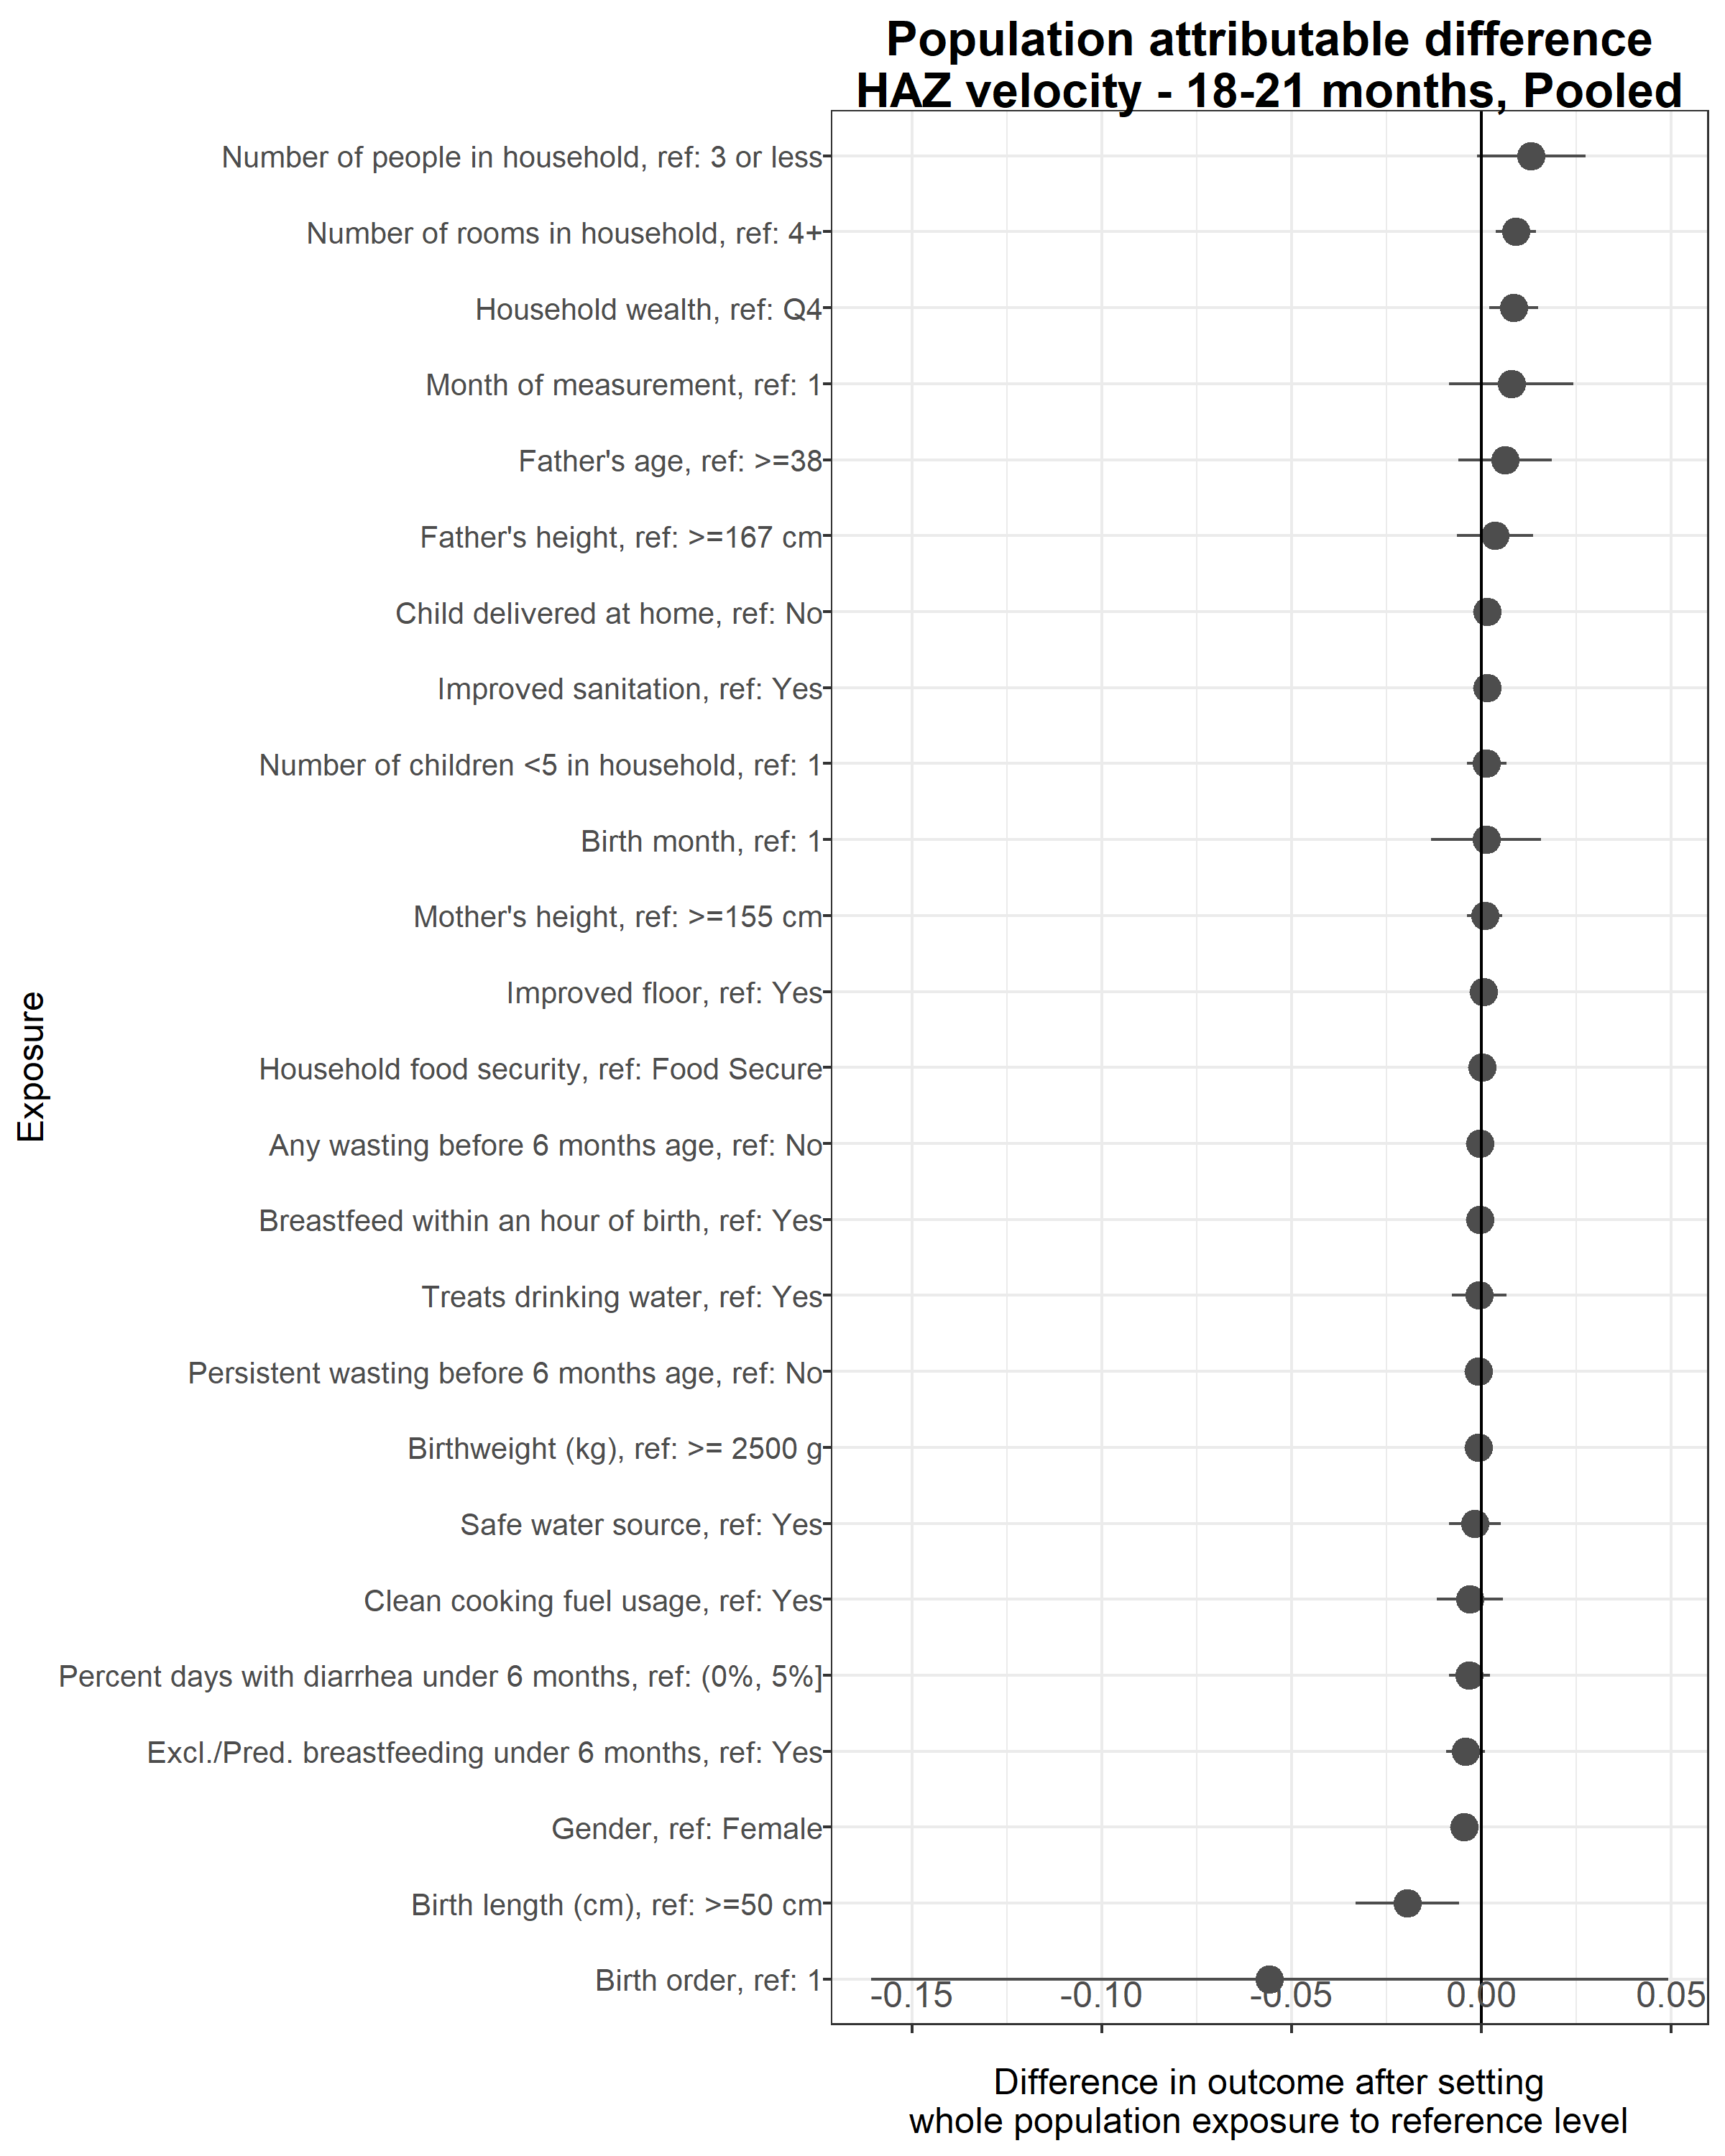 Population attributable difference
HAZ velocity - 18-21 months, Pooled
Number of people in household, ref: 3 or less
Number of rooms in household, ref: 4+
Household wealth, ref: Q4
Month of measurement, ref: 1
Father's age, ref: >=38
Father's height, ref: >=167 cm
Child delivered at home, ref: No
Improved sanitation, ref: Yes
Number of children <5 in household, ref: 1
Birth month, ref: 1
Mother's height, ref: >=155 cm
Improved floor, ref: Yes
Household food security, ref: Food Secure
Any wasting before 6 months age, ref: No
Breastfeed within an hour of birth, ref: Yes
Treats drinking water, ref: Yes
Persistent wasting before 6 months age, ref: No
Birthweight (kg), ref: >= 2500 g
Safe water source, ref: Yes
Clean cooking fuel usage, ref: Yes
Percent days with diarrhea under 6 months, ref: (0%, 5%]
Excl./Pred. breastfeeding under 6 months, ref: Yes
Gender, ref: Female
Birth length (cm), ref: >=50 cm
Birth order, ref: 1
Exposure
-0.15 -0.10 -0.05 0.00 0.05
Difference in outcome after setting
whole population exposure to reference level